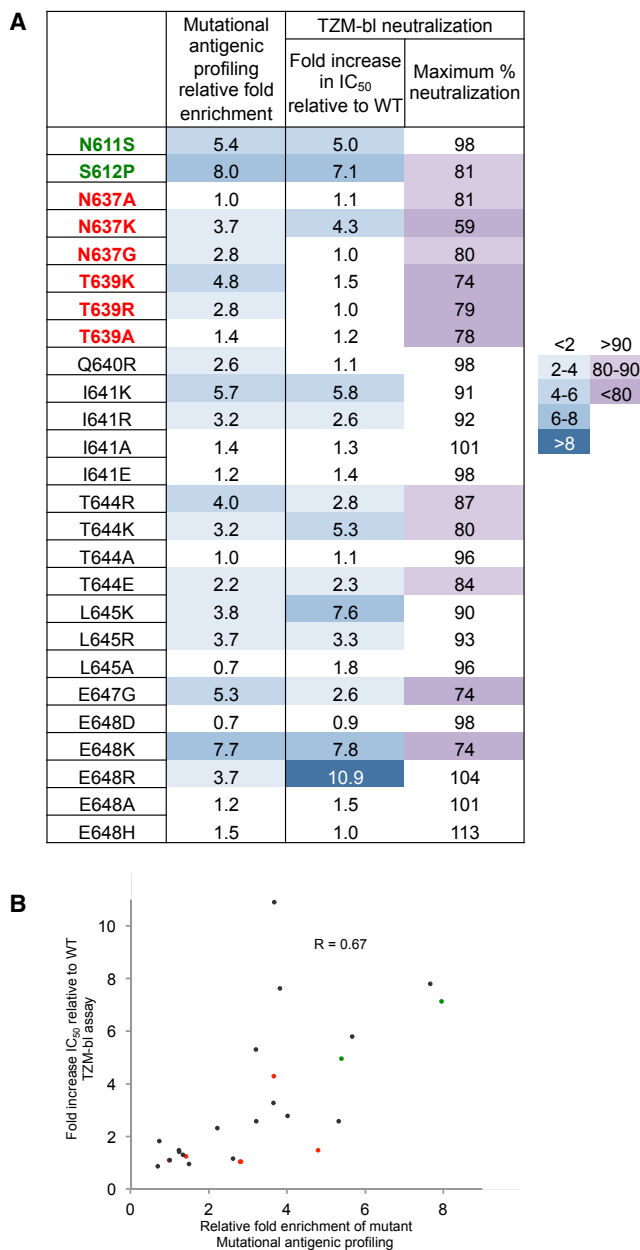 A
Mutational antigenic profiling relative fold enrichment
TZM-bl neutralization
Fold increase in IC50 relative to WT
Maximum % neutralization
N611S 5.4 5.0 98
S612P 8.0 7.1 81
N637A 1.0 1.1 81
N637K 3.7 4.3 59
N637G 2.8 1.0 80
T639K 4.8 1.5 74
T639R 2.8 1.0 79
T639A 1.4 1.2 78
Q640R 2.6 1.1 98
I641K 5.7 5.8 91
I641R 3.2 2.6 92
I641A 1.4 1.3 101
I641E 1.2 1.4 98
T644R 4.0 2.8 87
T644K 3.2 5.3 80
T644A 1.0 1.1 96
T644E 2.2 2.3 84
L645K 3.8 7.6 90
L645R 3.7 3.3 93
L645A 0.7 1.8 96
E647G 5.3 2.6 74
E648D 0.7 0.9 98
E648K 7.7 7.8 74
E648R 3.7 10.9 104
E648A 1.2 1.5 101
E648H 1.5 1.0 113
<2 >90
2-4 80-90
4-6 <80
6-8
>8
B
Fold increase IC50 relative to WT
TZM-bl assay
10
8
6
4
2
0
R = 0.67
0 2 4 6 8
Relative fold enrichment of mutant
Mutational antigenic profiling